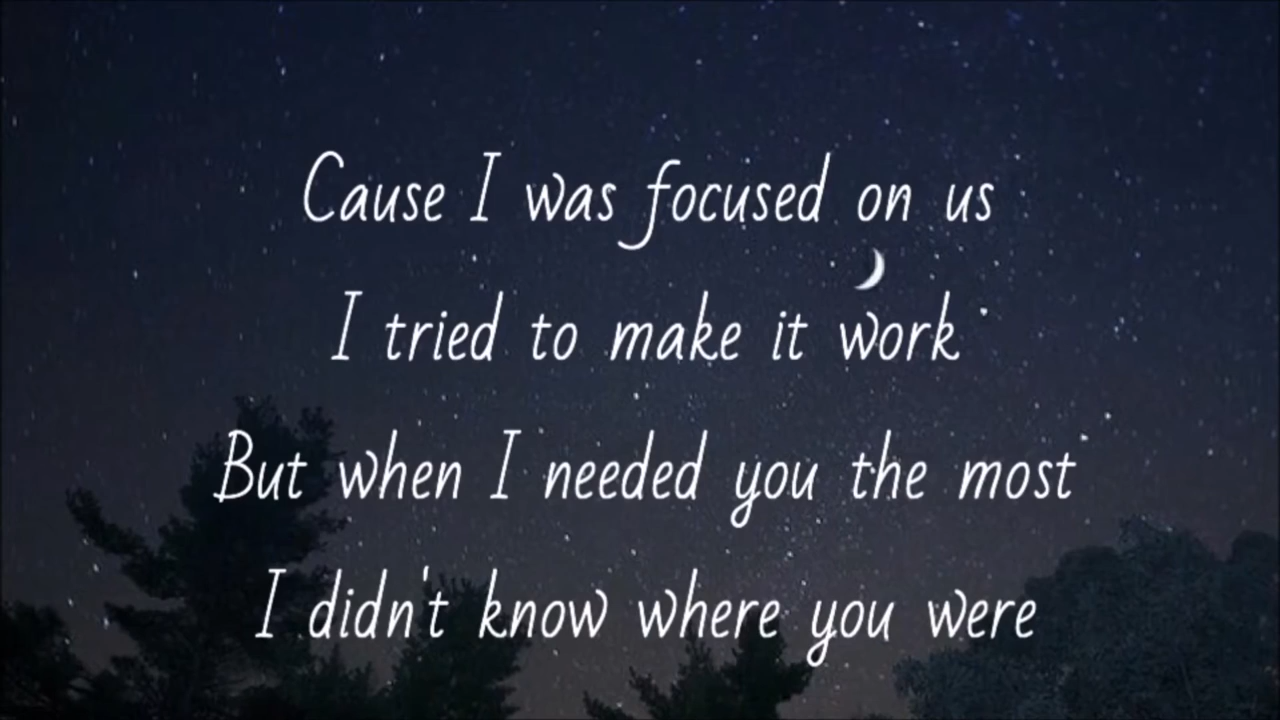 Cause I was focused on us
I tried to make it work
But when I needed you the most
I didn't know where you were